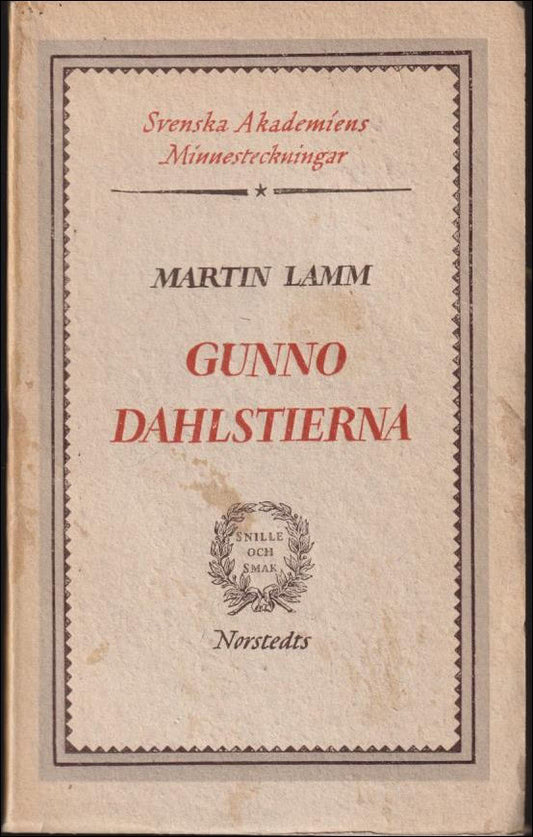 Svenska Akademiens
Minnesteckningar
MARTIN LAMM
GUNNO
DAHLSTIERNA
SNILLE
OCH
SMAK
Norstedts